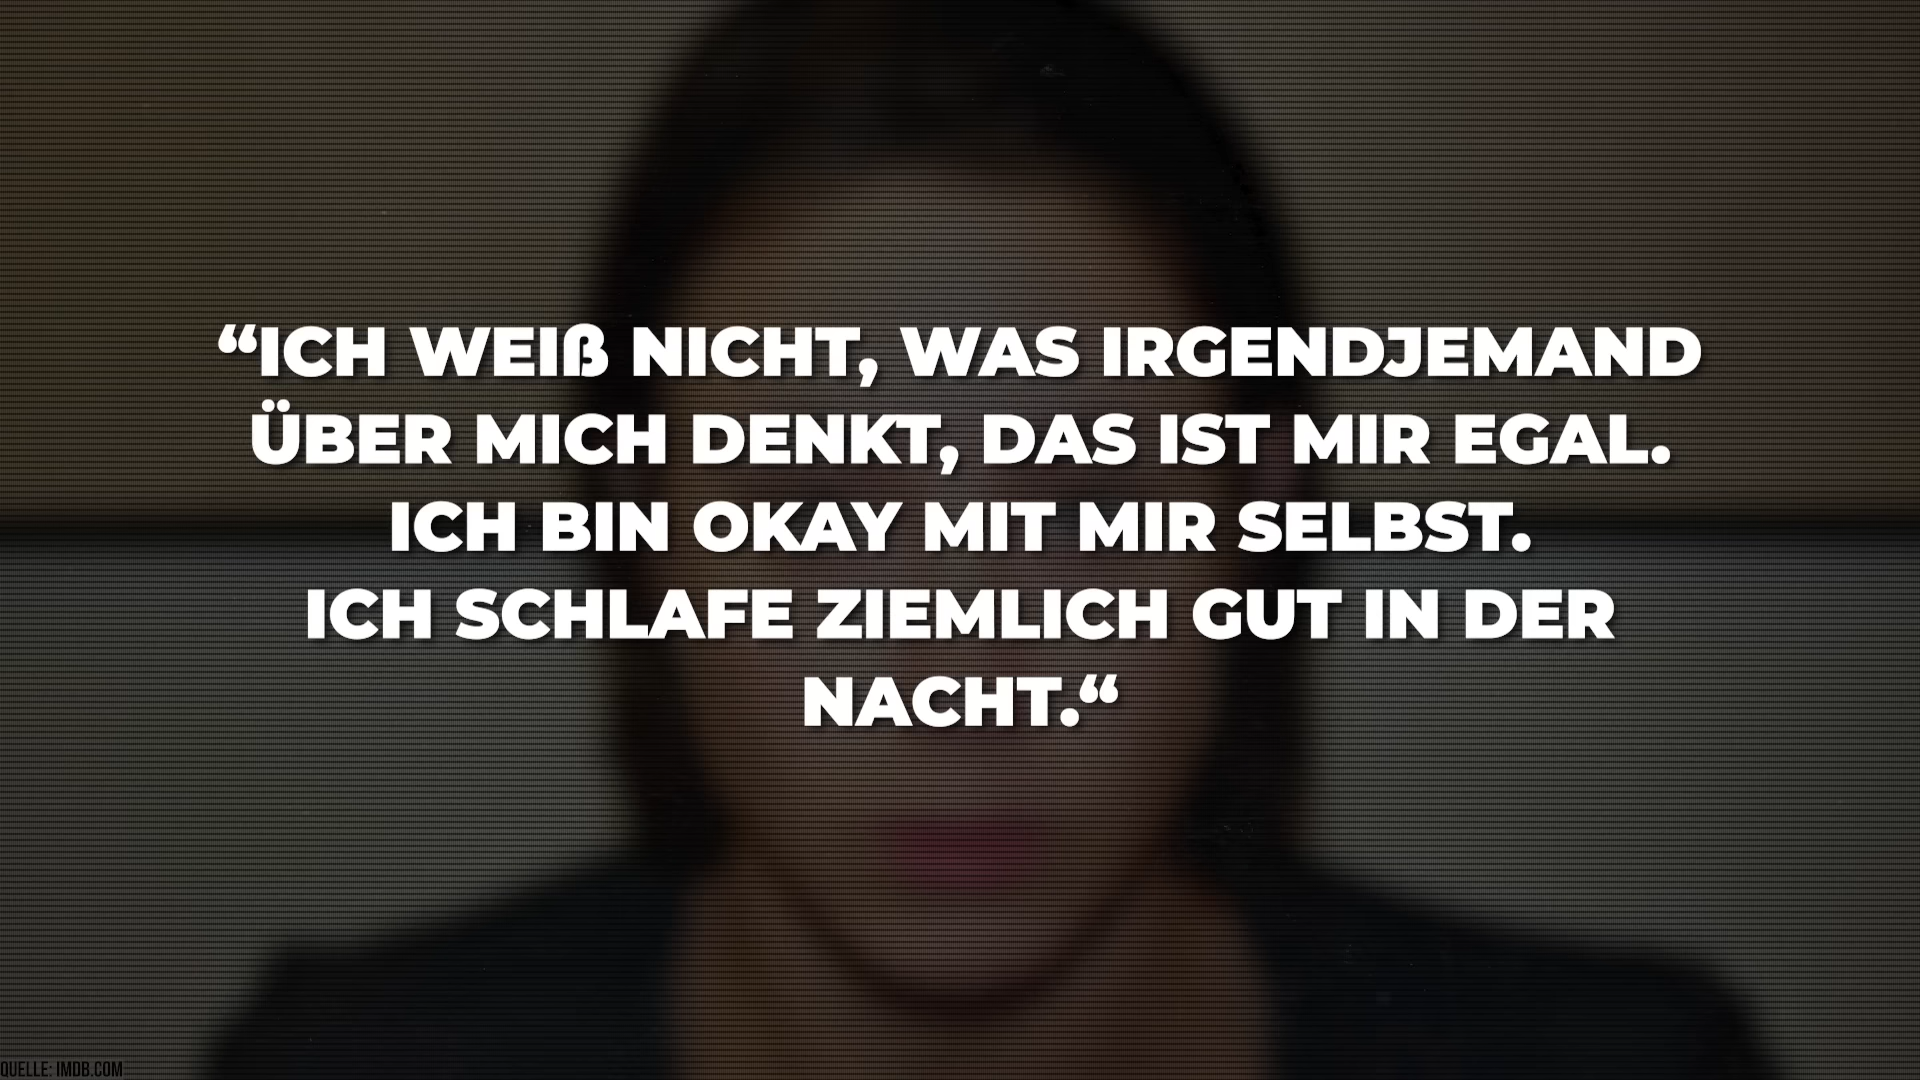 “ICH WEIß NICHT, WAS IRGENDJEMAND
ÜBER MICH DENKT, DAS IST MIR EGAL.
ICH BIN OKAY MIT MIR SELBST.
ICH SCHLAFE ZIEMLICH GUT IN DER
NACHT.“
QUELLE: IMDB.COM